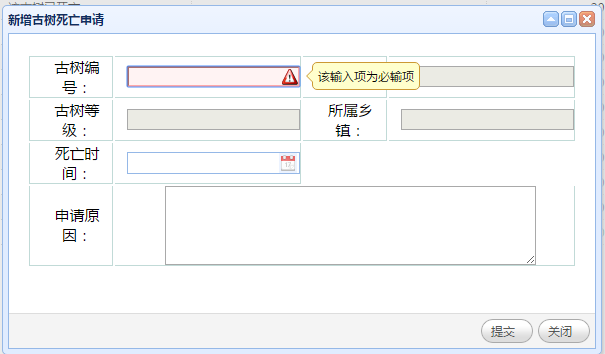 新增古树死亡申请
古树编
号：
该输入项为必输项
古树等
级：
所属乡
镇：
死亡时
间：
申请原
因：
提交
关闭